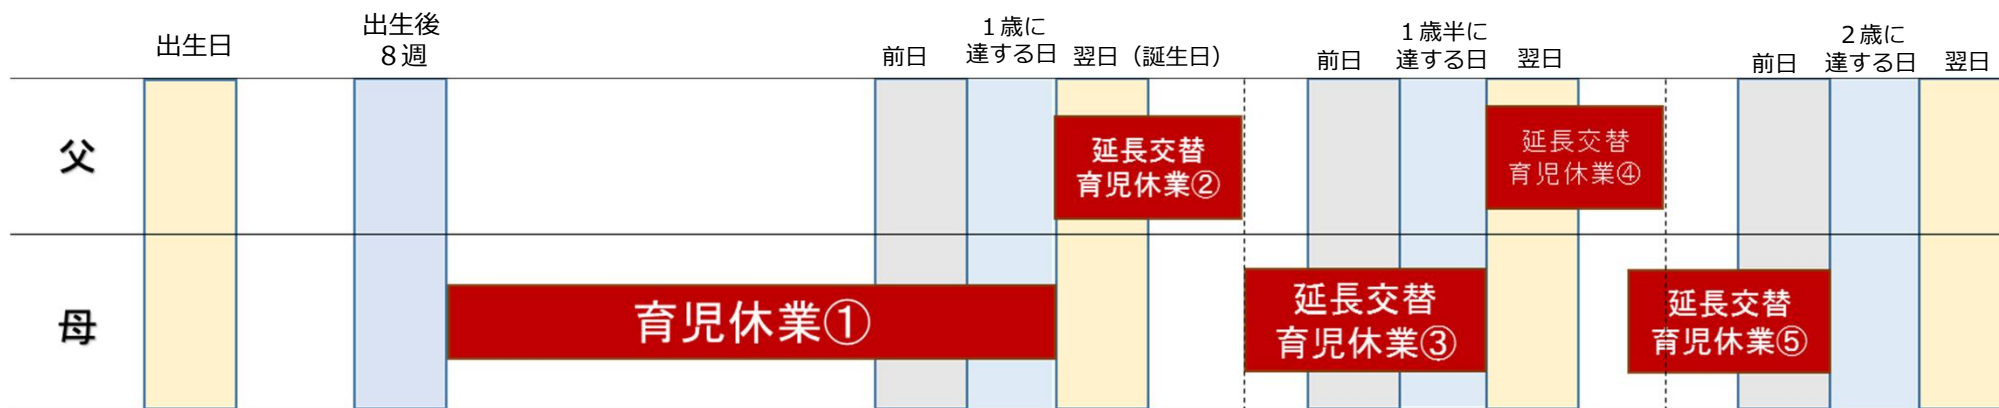 出生日
出生後
８週
前日
１歳に
達する日
翌日（誕生日）
前日
１歳半に
達する日
翌日
前日
２歳に
達する日
翌日
父
延長交替
育児休業②
延長交替
育児休業④
母
育児休業①
延長交替
育児休業③
延長交替
育児休業⑤